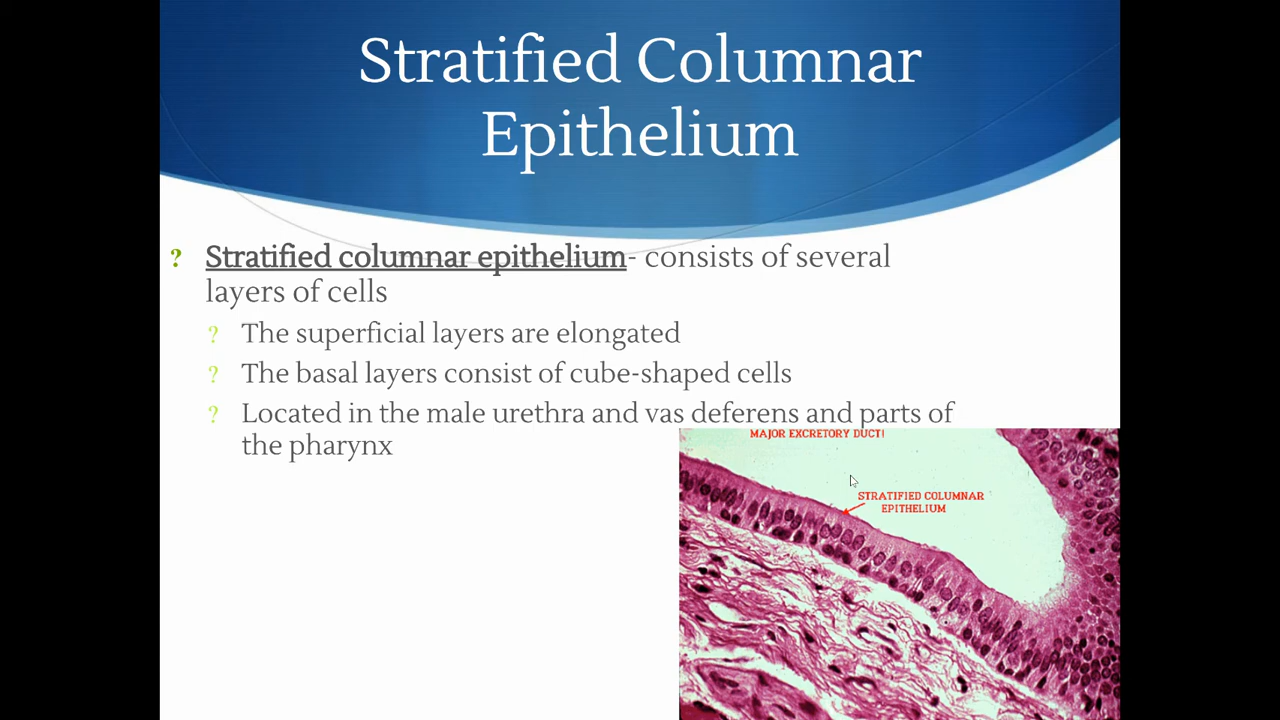 Stratified Columnar
Epithelium
? Stratified columnar epithelium- consists of several
layers of cells
? The superficial layers are elongated
? The basal layers consist of cube-shaped cells
? Located in the male urethra and vas deferens and parts of
the pharynx
MAJOR EXCRETORY DUCT!
STRATIFIED COLUMNAR
EPITHELIUM